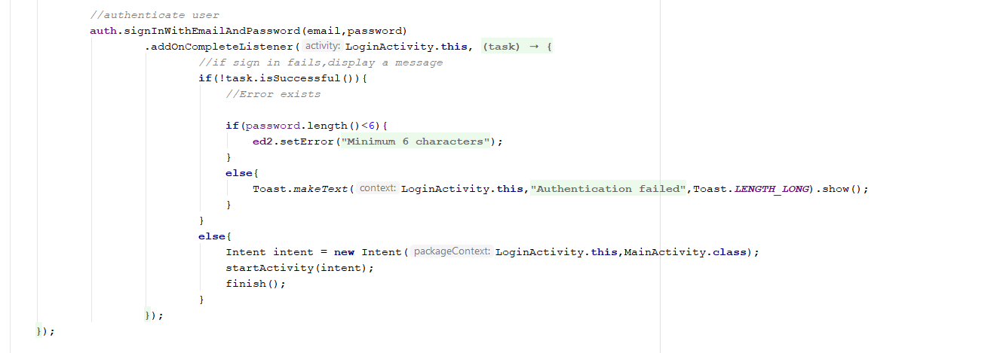 //authenticate user
auth.signInWithEmailAndPassword(email,password)
.addOnCompleteListener( activity: LoginActivity.this, (task) → {
//if sign in fails,display a message
if(!task.isSuccessful()){
//Error exists
if(password.length()<6){
ed2.setError("Minimum 6 characters");
}
else{
Toast.makeText( context: LoginActivity.this,"Authentication failed",Toast.LENGTH_LONG).show();
}
}
else{
Intent intent = new Intent( packageContext: LoginActivity.this,MainActivity.class);
startActivity(intent);
finish();
}
});
});